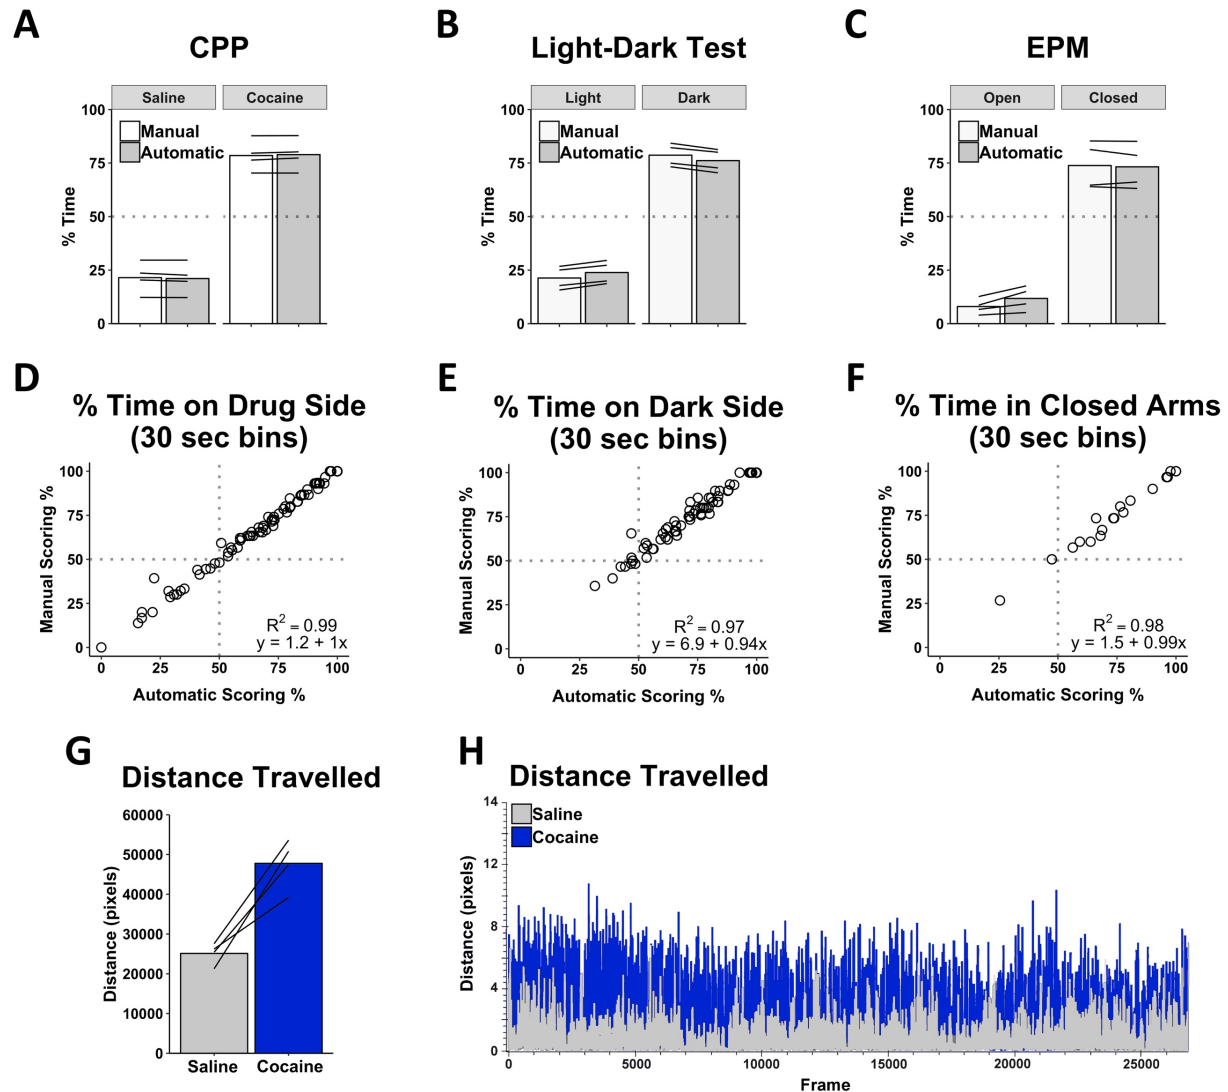 A
CPP
Saline Cocaine
Manual
Automatic
% Time
100
75
50
25
0
B
Light-Dark Test
Light Dark
Manual
Automatic
% Time
100
75
50
25
0
C
EPM
Open Closed
Manual
Automatic
% Time
100
75
50
25
0
D
% Time on Drug Side
(30 sec bins)
Manual Scoring %
100
75
50
25
0
R² = 0.99
y = 1.2 + 1x
0 25 50 75 100
Automatic Scoring %
E
% Time on Dark Side
(30 sec bins)
Manual Scoring %
100
75
50
25
0
R² = 0.97
y = 6.9 + 0.94x
0 25 50 75 100
Automatic Scoring %
F
% Time in Closed Arms
(30 sec bins)
Manual Scoring %
100
75
50
25
0
R² = 0.98
y = 1.5 + 0.99x
0 25 50 75 100
Automatic Scoring %
G
Distance Travelled
Distance (pixels)
60000
50000
40000
30000
20000
10000
0
Saline Cocaine
H
Distance Travelled
Saline
Cocaine
Distance (pixels)
14
12
8
4
0
0 5000 10000 15000 20000 25000
Frame